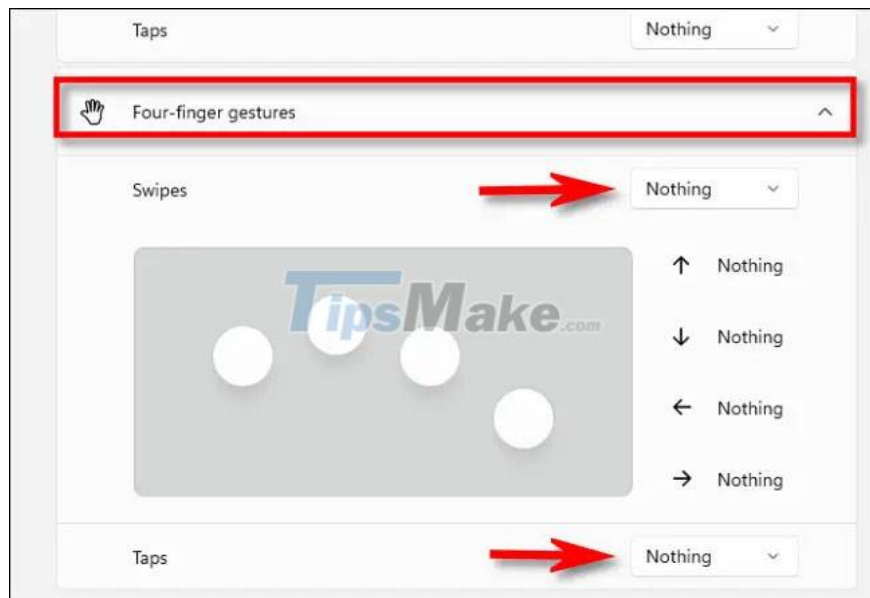 Taps Nothing
Four-finger gestures
Swipes Nothing
↑ Nothing
TipsMake.com
↓ Nothing
← Nothing
→ Nothing
Taps Nothing